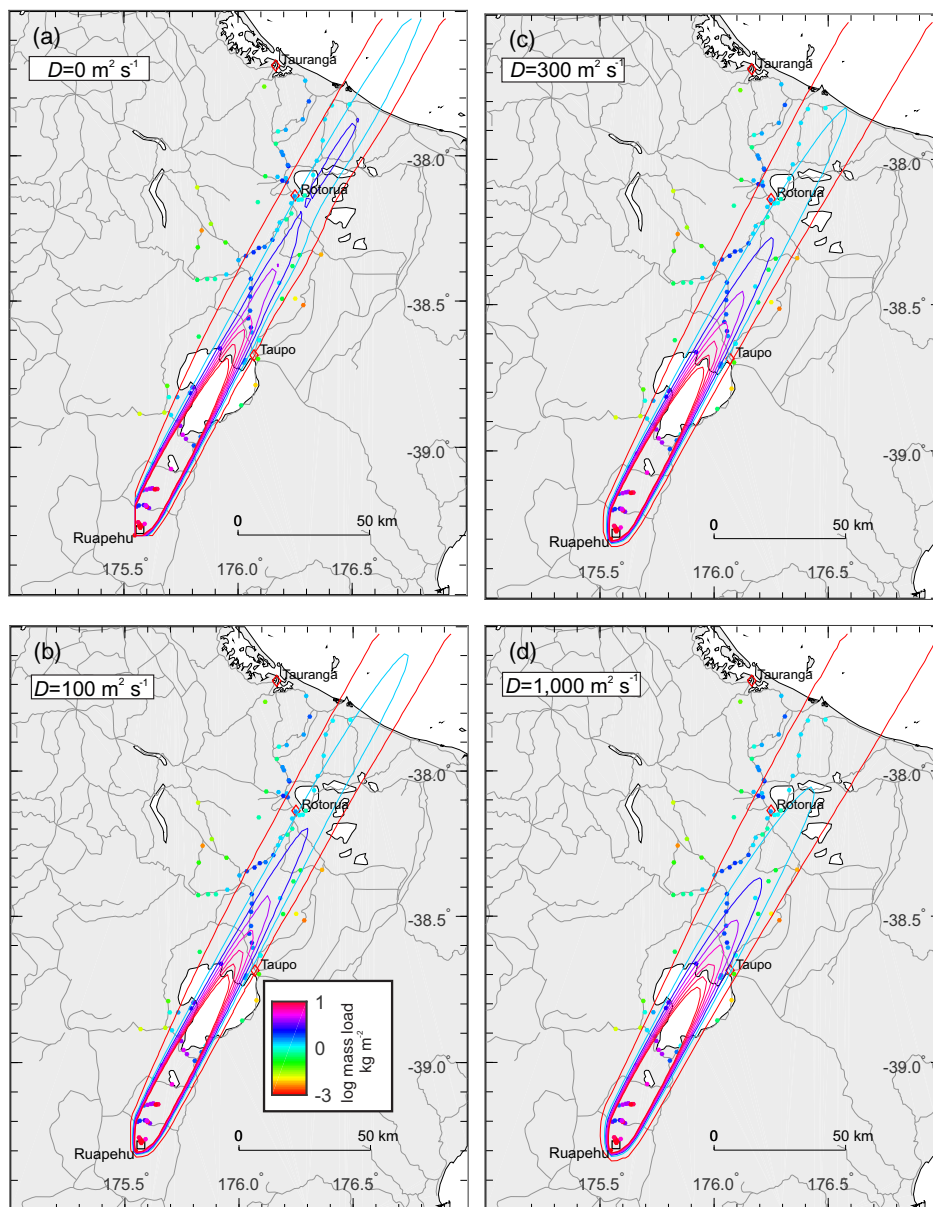 (a)
D=0 m² s⁻¹
Tauranga
-38.0°
Rotorua
-38.5°
Taupo
-39.0°
0 50 km
Ruapehu
175.5° 176.0° 176.5°
(c)
D=300 m² s⁻¹
Tauranga
-38.0°
Rotorua
-38.5°
Taupo
-39.0°
0 50 km
Ruapehu
175.5° 176.0° 176.5°
(b)
D=100 m² s⁻¹
Tauranga
-38.0°
Rotorua
-38.5°
Taupo
1
0
-3
log mass load
kg m⁻²
-39.0°
0 50 km
Ruapehu
175.5° 176.0° 176.5°
(d)
D=1,000 m² s⁻¹
Tauranga
-38.0°
Rotorua
-38.5°
Taupo
-39.0°
0 50 km
Ruapehu
175.5° 176.0° 176.5°